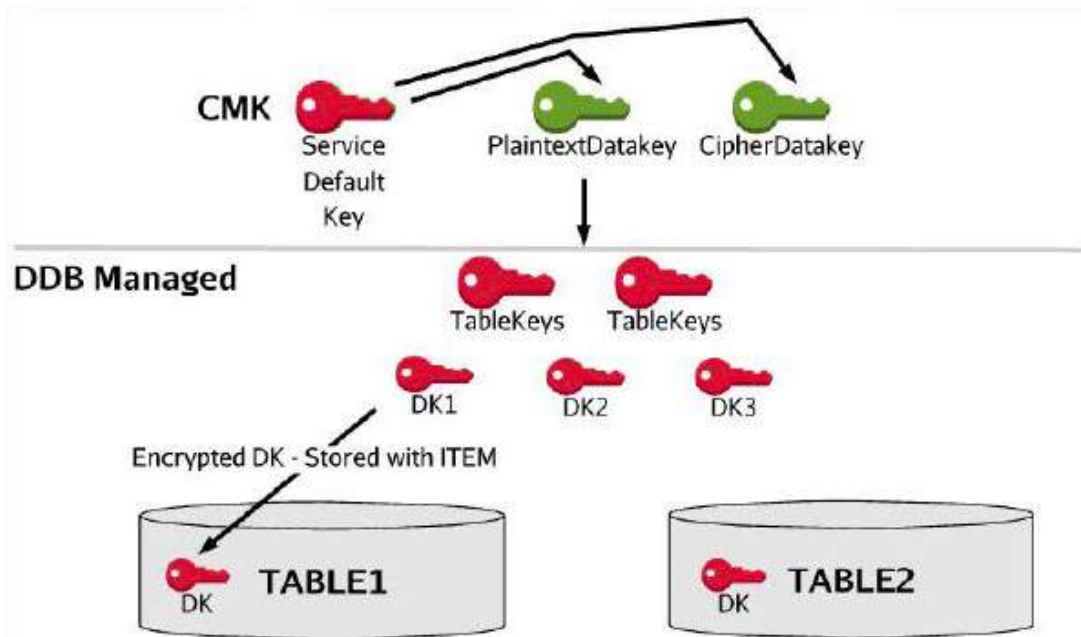 CMK
Service
Default
Key
PlaintextDatakey
CipherDatakey
DDB Managed
TableKeys
TableKeys
DK1
DK2
DK3
Encrypted DK - Stored with ITEM
DK
TABLE1
DK
TABLE2